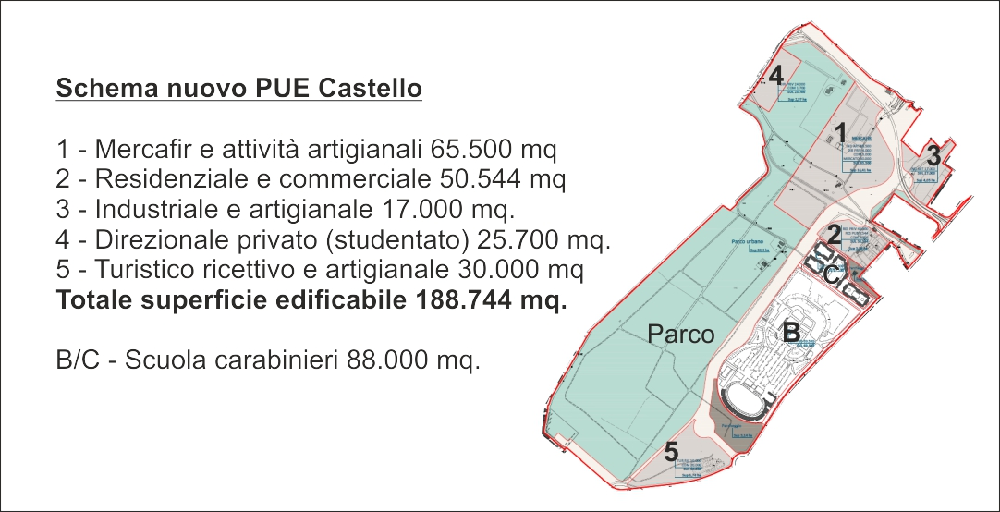 Schema nuovo PUE Castello
1 - Mercafir e attività artigianali 65.500 mq
2 - Residenziale e commerciale 50.544 mq
3 - Industriale e artigianale 17.000 mq.
4 - Direzionale privato (studentato) 25.700 mq.
5 - Turistico ricettivo e artigianale 30.000 mq
Totale superficie edificabile 188.744 mq.
B/C - Scuola carabinieri 88.000 mq.
4
1
3
2
Parco urbano
C
Parco
B
5